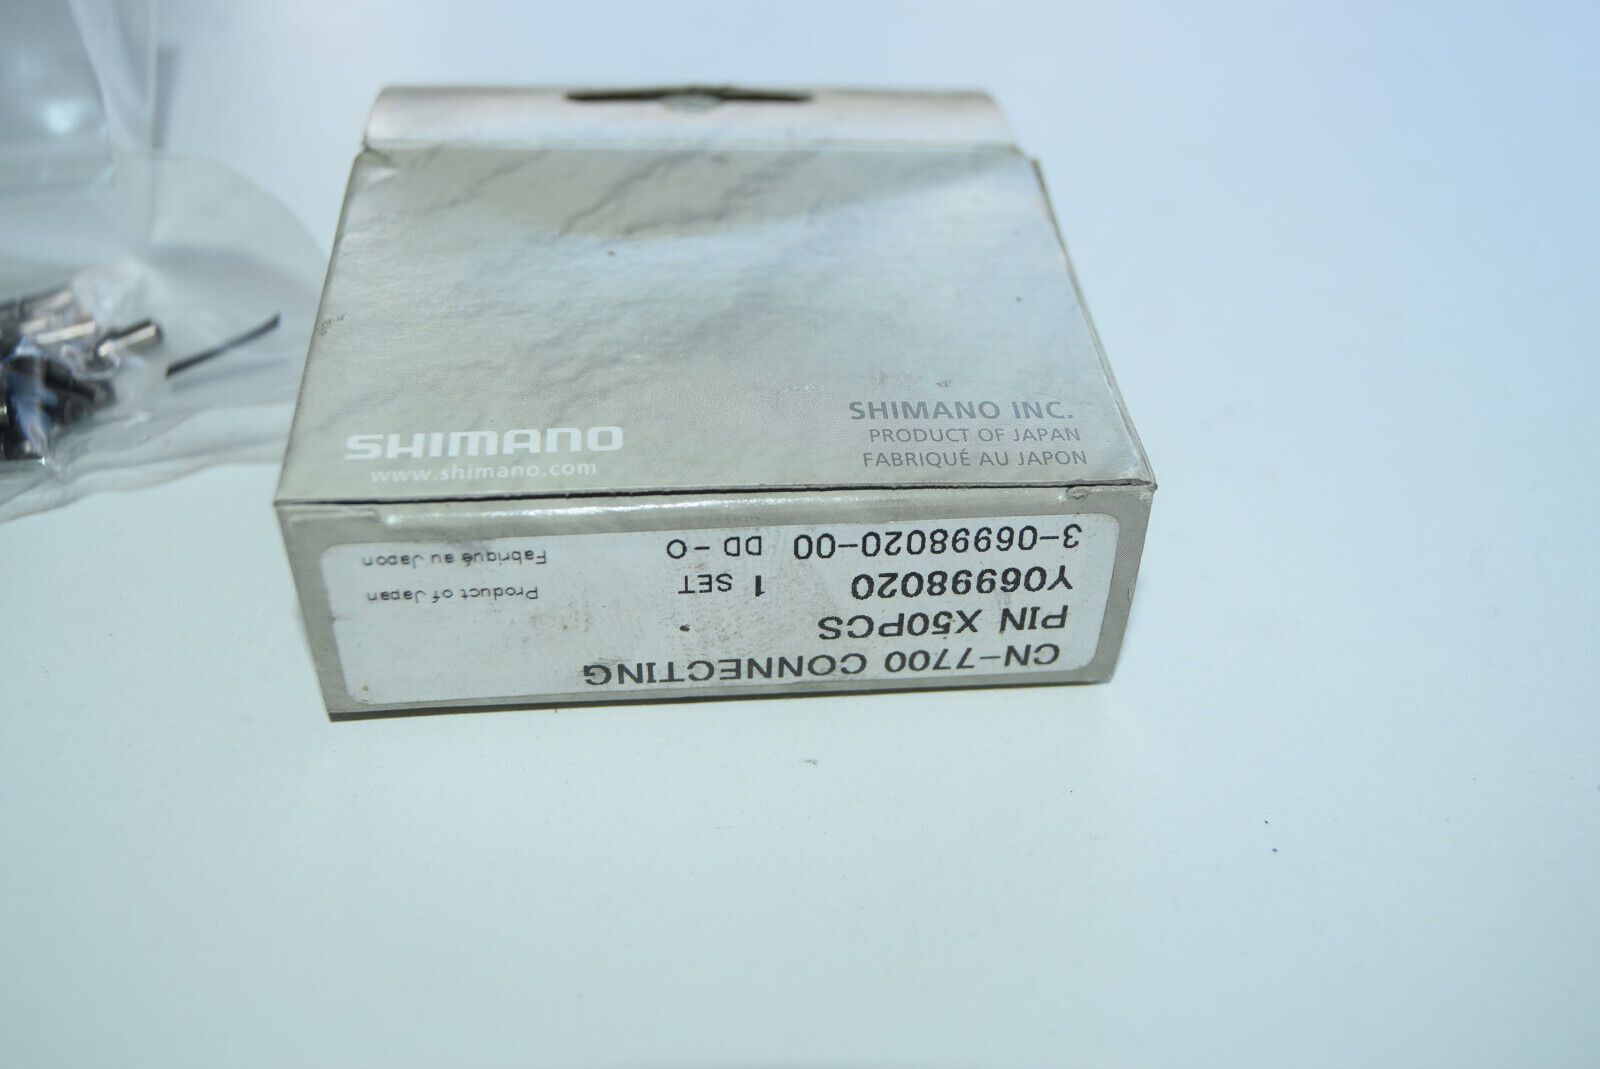 SHIMANO
www.shimano.com
SHIMANO INC.
PRODUCT OF JAPAN
FABRIQUÉ AU JAPON
CN-7700 CONNECTING
PIN X50PCS
Y06998020 1 SET Product of Japan
3-06998020-00 DD-O Fabriqué au Japon